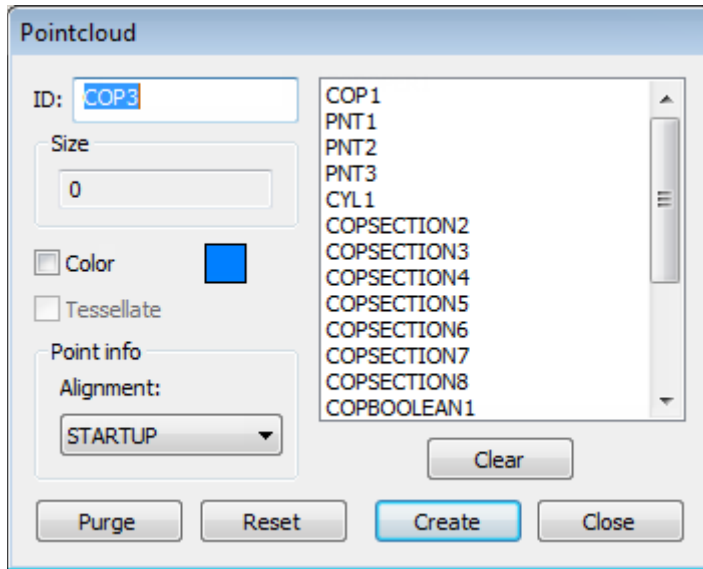 Pointcloud
ID: COP3
Size
0
Color
Tessellate
Point info
Alignment:
STARTUP
COP1
PNT1
PNT2
PNT3
CYL1
COPSECTION2
COPSECTION3
COPSECTION4
COPSECTION5
COPSECTION6
COPSECTION7
COPSECTION8
COPBOOLEAN1
Clear
Purge Reset Create Close